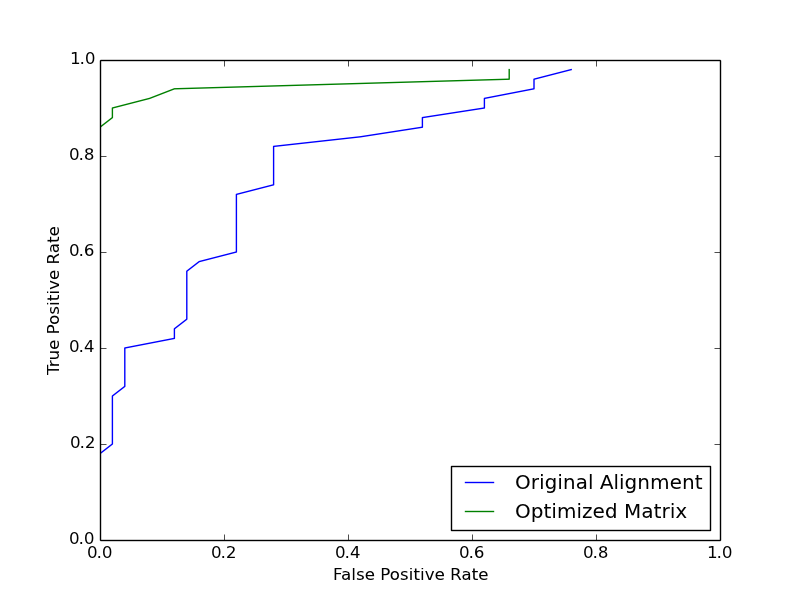 1.0
0.8
0.6
0.4
0.2
0.0
True Positive Rate
Original Alignment
Optimized Matrix
0.0 0.2 0.4 0.6 0.8 1.0
False Positive Rate